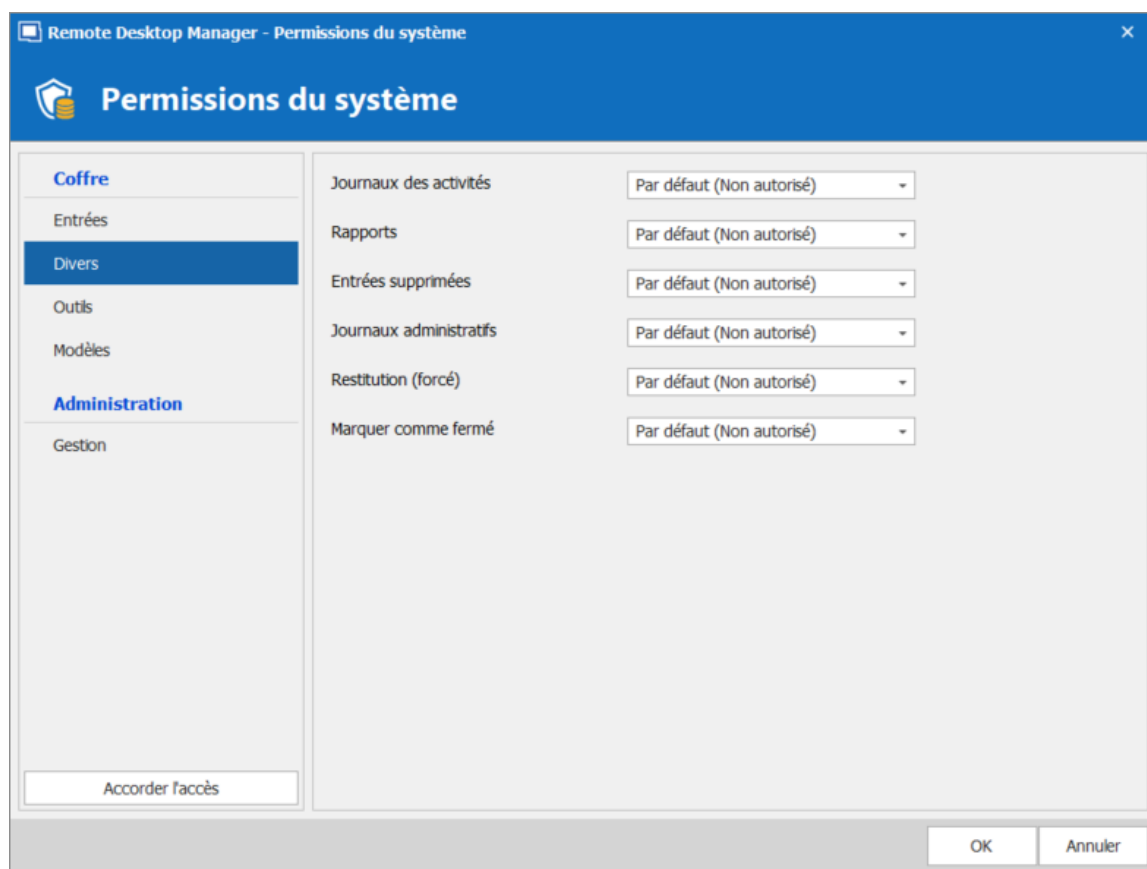 Remote Desktop Manager - Permissions du système
Permissions du système
Coffre
Entrées
Divers
Outils
Modèles
Administration
Gestion
Accorder l'accès
Journaux des activités Par défaut (Non autorisé)
Rapports Par défaut (Non autorisé)
Entrées supprimées Par défaut (Non autorisé)
Journaux administratifs Par défaut (Non autorisé)
Restitution (forcé) Par défaut (Non autorisé)
Marquer comme fermé Par défaut (Non autorisé)
OK Annuler